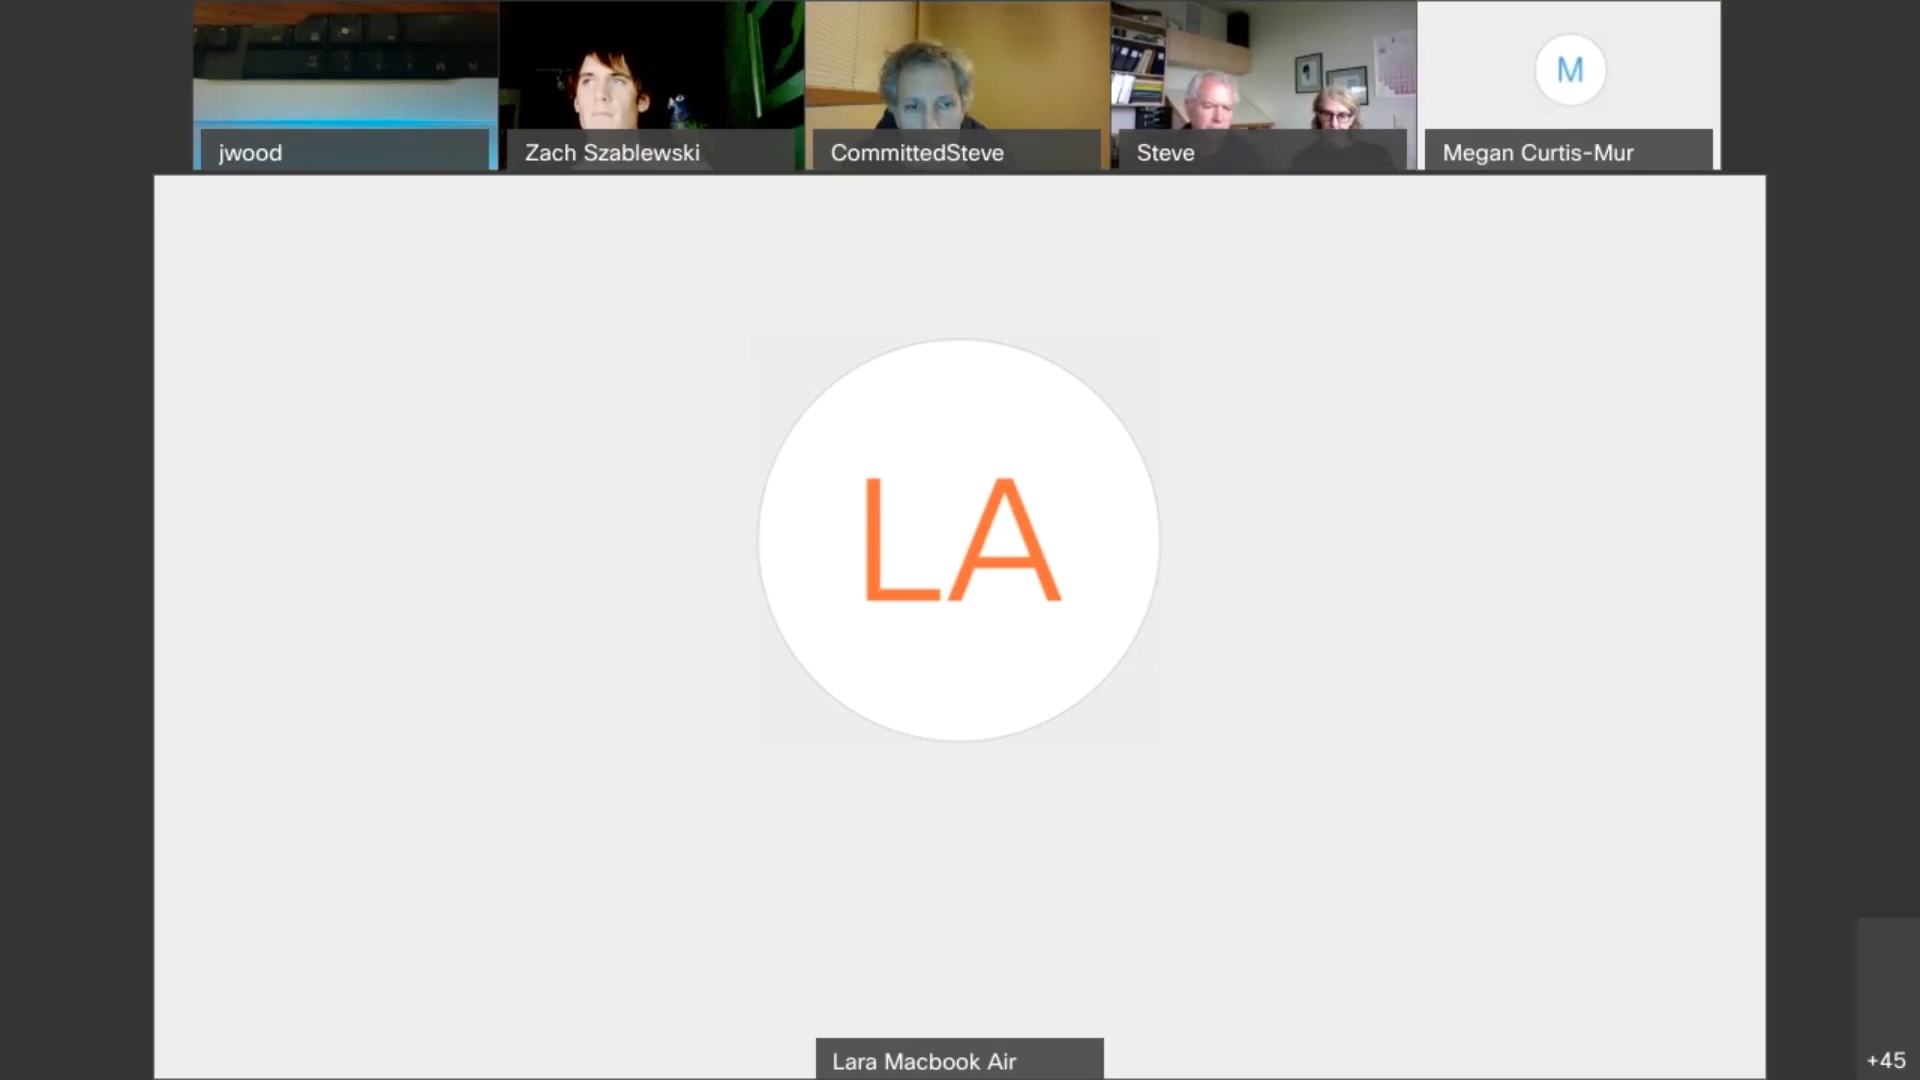 jwood
Zach Szablewski
CommittedSteve
Steve
M
Megan Curtis-Mur
LA
Lara Macbook Air
+45